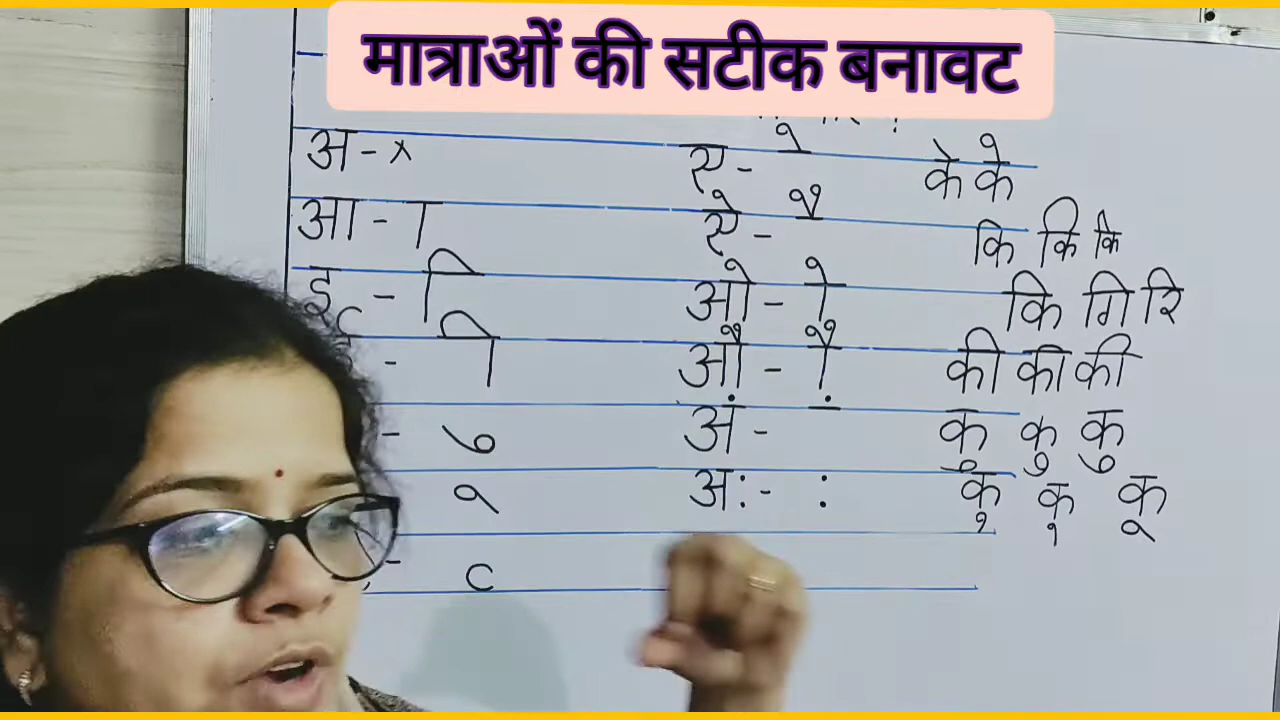 मात्राओं की सटीक बनावट
अ - × ए - े के के
आ - ा ऐ - ै कि कि कि
इ - ि ओ - ो कि गि रि
- ी औ - ौ की की की
- ु अं - ं कु कु कु
- ू अः - : कू कू कू
- ृ